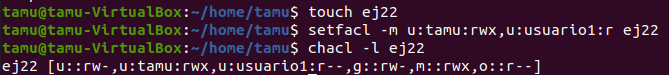 tamu@tamu-VirtualBox:~/home/tamu$ touch ej22
tamu@tamu-VirtualBox:~/home/tamu$ setfacl -m u:tamu:rwx,u:usuario1:r ej22
tamu@tamu-VirtualBox:~/home/tamu$ chacl -l ej22
ej22 [u::rw-,u:tamu:rwx,u:usuario1:r--,g::rw-,m::rwx,o::r--]